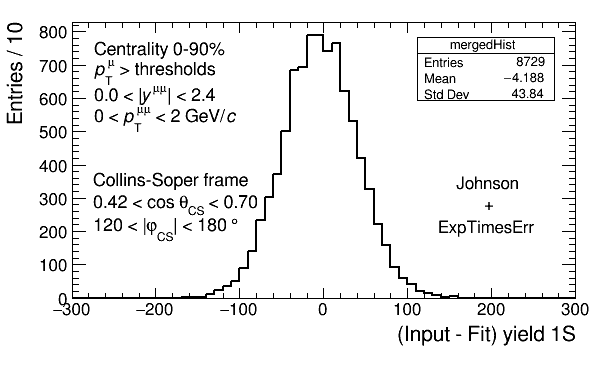 Entries / 10
800
700
600
500
400
300
200
100
0
Centrality 0-90%
p_T^μ > thresholds
0.0 < |y^μμ| < 2.4
0 < p_T^μμ < 2 GeV/c
Collins-Soper frame
0.42 < cos θ_CS < 0.70
120 < |φ_CS| < 180 °
mergedHist
Entries 8729
Mean −4.188
Std Dev 43.84
Johnson
+
ExpTimesErr
−300 −200 −100 0 100 200 300
(Input - Fit) yield 1S